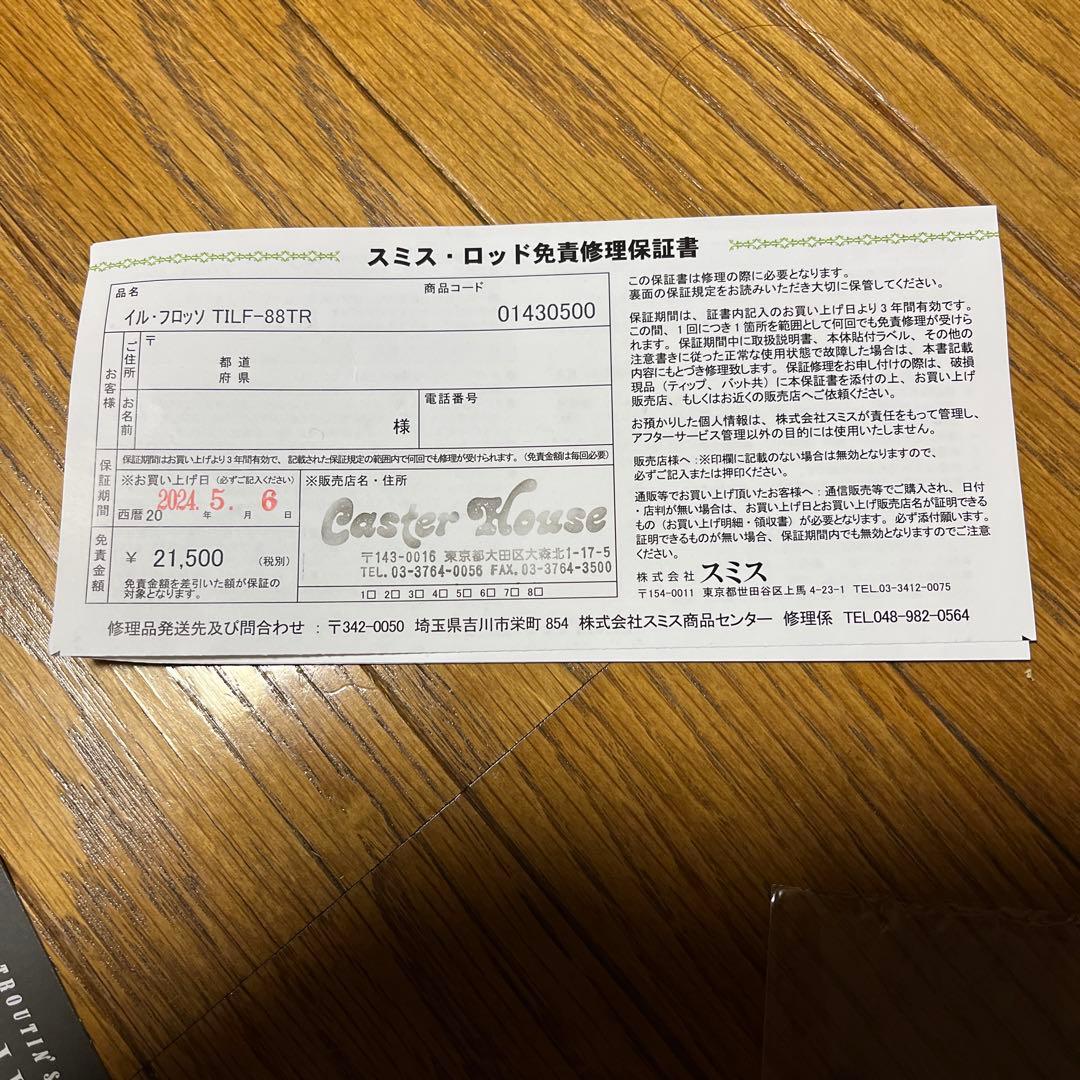 スミス・ロッド免責修理保証書
品名
商品コード
イル・フロッソ TILF-88TR
01430500
お客様
ご住所
〒
都 道
府 県
お名前
様
電話番号
保証期間
保証期間はお買い上げより3年間有効で、記載された保証規定の範囲内で何回でも修理が受けられます。(免責金額は毎回必要)
※お買い上げ日(必ずご記入ください)
2024.5.6
西暦20 年 月 日
※販売店名・住所
Caster House
〒143-0016 東京都大田区大森北1-17-5
TEL.03-3764-0056 FAX.03-3764-3500
免責金額
¥ 21,500 (税別)
免責金額を差引いた額が保証の
対象となります。
1□ 2□ 3□ 4□ 5□ 6□ 7□ 8□
この保証書は修理の際に必要となります。
裏面の保証規定をお読みいただき大切に保管してください。
保証期間は、証書内記入のお買い上げ日より3年間有効です。
この間、1回につき1箇所を範囲として何回でも免責修理が受けら
れます。保証期間中に取扱説明書、本体貼付ラベル、その他の
注意書きに従った正常な使用状態で故障した場合は、本書記載
内容にもとづき修理致します。保証修理をお申し付けの際は、破損
現品(ティップ、バット共)に本保証書を添付の上、お買い上げ
販売店、もしくはお近くの販売店へご依頼ください。
お預かりした個人情報は、株式会社スミスが責任をもって管理し、
アフターサービス管理以外の目的には使用いたしません。
販売店様へ:※印欄に記載のない場合は無効となりますので、
必ずご記入または押印ください。
通販等でお買い上げ頂いたお客様へ:通信販売等でご購入され、日付
・店判が無い場合は、お買い上げ日とお買い上げ販売店名が証明できる
もの(お買い上げ明細・領収書)が必要となります。必ず添付願います。
証明できるものが無い場合、保証期間内でも無効となりますのでご注意
ください。
株式会社 スミス
〒154-0011 東京都世田谷区上馬4-23-1 TEL.03-3412-0075
修理品発送先及び問合わせ : 〒342-0050 埼玉県吉川市栄町854 株式会社スミス商品センター 修理係 TEL.048-982-0564
TROUTIN'S